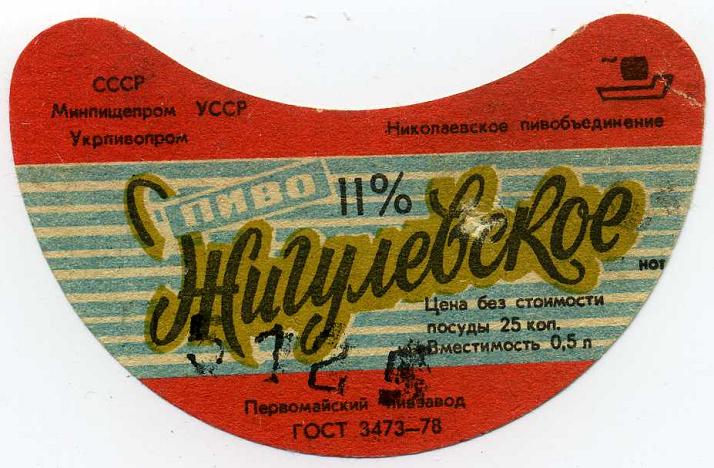 СССР
Минпищепром УССР
Укрпивопром
Николаевское пивобъединение
пиво 11%
Жигулевское
нот
Цена без стоимости
посуды 25 коп.
Вместимость 0,5 л
Первомайский пивзавод
ГОСТ 3473—78